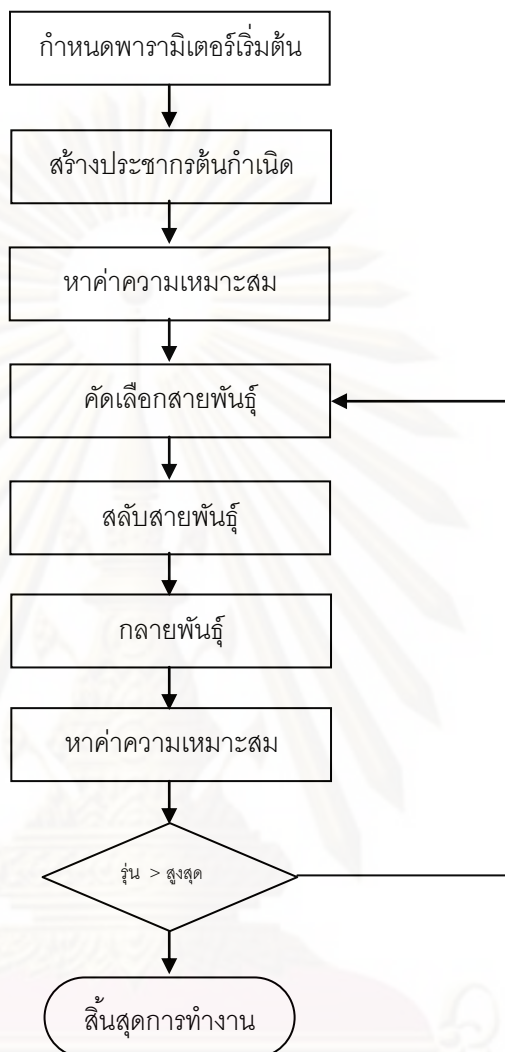 กำหนดพารามิเตอร์เริ่มต้น
สร้างประชากรต้นกำเนิด
หาค่าความเหมาะสม
คัดเลือกสายพันธุ์
สลับสายพันธุ์
กลายพันธุ์
หาค่าความเหมาะสม
รุ่น > สูงสุด
สิ้นสุดการทำงาน